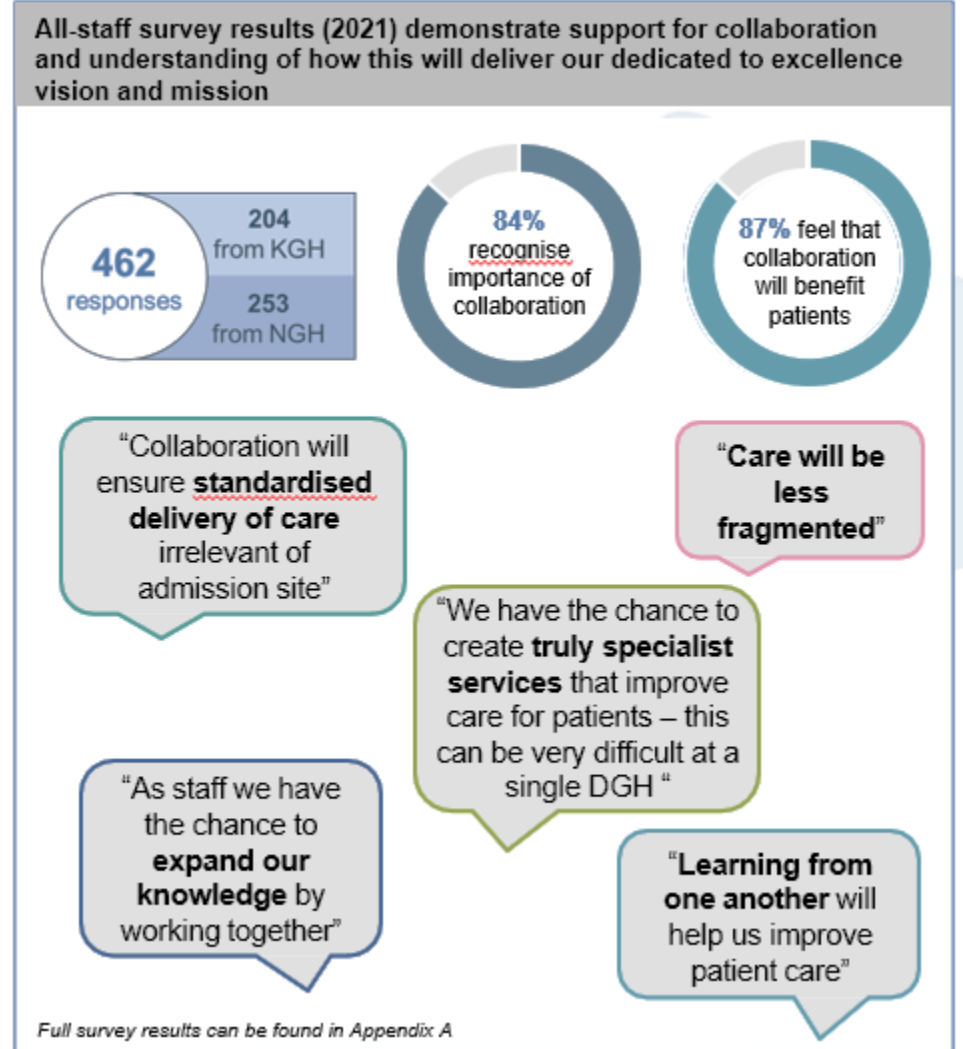 All-staff survey results (2021) demonstrate support for collaboration
and understanding of how this will deliver our dedicated to excellence
vision and mission
462
responses
204
from KGH
253
from NGH
84%
recognise
importance of
collaboration
87% feel that
collaboration
will benefit
patients
“Collaboration will
ensure standardised
delivery of care
irrelevant of
admission site”
“Care will be
less
fragmented”
“We have the chance to
create truly specialist
services that improve
care for patients – this
can be very difficult at a
single DGH “
“As staff we have
the chance to
expand our
knowledge by
working together”
“Learning from
one another will
help us improve
patient care”
Full survey results can be found in Appendix A